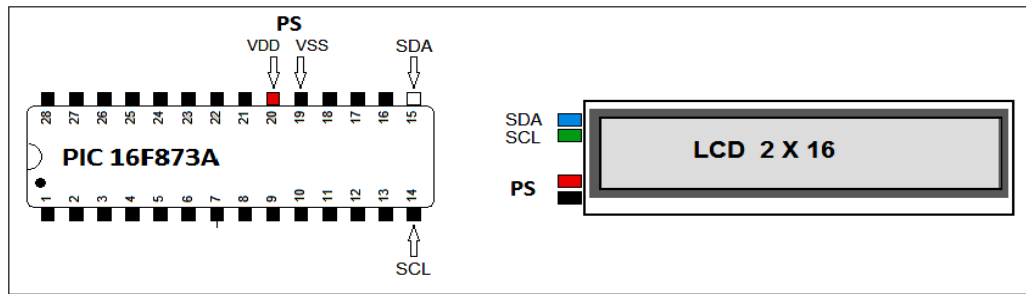 PS
VDD VSS SDA
28 27 26 25 24 23 22 21 20 19 18 17 16 15
PIC 16F873A
1 2 3 4 5 6 7 8 9 10 11 12 13 14
SCL
SDA
SCL
PS
LCD 2 X 16